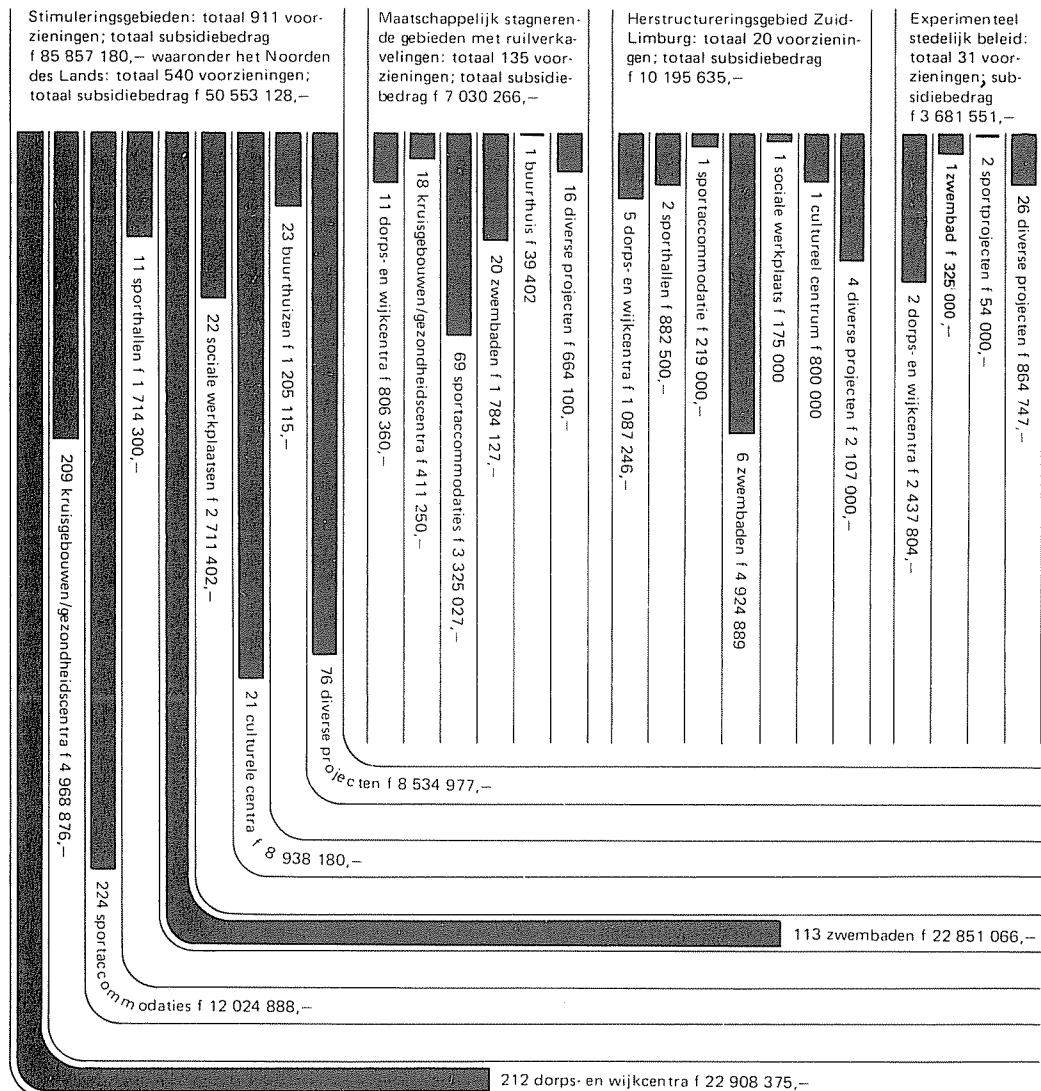 Stimuleringsgebieden: totaal 911 voor-
zieningen; totaal subsidiebedrag
f 85 857 180,— waaronder het Noorden
des Lands: totaal 540 voorzieningen;
totaal subsidiebedrag f 50 553 128,—
212 dorps- en wijkcentra f 22 908 375,—
209 kruisgebouwen/gezondheidscentra f 4 968 876,—
224 sportaccommodaties f 12 024 888,—
11 sporthallen f 1 714 300,—
113 zwembaden f 22 851 066,—
22 sociale werkplaatsen f 2 711 402,—
21 culturele centra f 8 938 180,—
23 buurthuizen f 1 205 115,—
76 diverse projecten f 8 534 977,—
Maatschappelijk stagneren-
de gebieden met ruilverka-
velingen: totaal 135 voor-
zieningen; totaal subsidie-
bedrag f 7 030 266,—
11 dorps- en wijkcentra f 806 360,—
18 kruisgebouwen/gezondheidscentra f 411 250,—
69 sportaccommodaties f 3 325 027,—
20 zwembaden f 1 784 127,—
1 buurthuis f 39 402
16 diverse projecten f 664 100,—
Herstructureringsgebied Zuid-
Limburg: totaal 20 voorzienin-
gen; totaal subsidiebedrag
f 10 195 635,—
5 dorps- en wijkcentra f 1 087 246,—
2 sporthallen f 882 500,—
1 sportaccommodatie f 219 000,—
6 zwembaden f 4 924 889
1 sociale werkplaats f 175 000
1 cultureel centrum f 800 000
4 diverse projecten f 2 107 000,—
Experimenteel
stedelijk beleid:
totaal 31 voor-
zieningen; sub-
sidiebedrag
f 3 681 551,—
2 dorps- en wijkcentra f 2 437 804,—
1 zwembad f 325 000,—
2 sportprojecten f 54 000,—
26 diverse projecten f 864 747,—